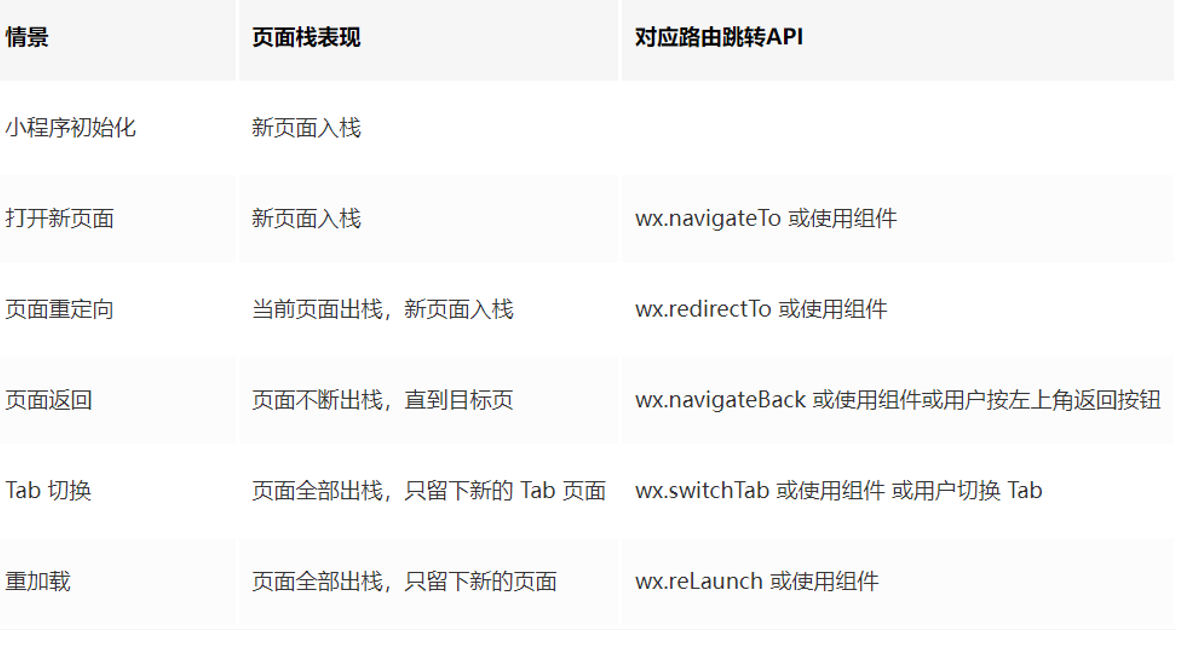 情景 页面栈表现 对应路由跳转API
小程序初始化 新页面入栈
打开新页面 新页面入栈 wx.navigateTo 或使用组件
页面重定向 当前页面出栈，新页面入栈 wx.redirectTo 或使用组件
页面返回 页面不断出栈，直到目标页 wx.navigateBack 或使用组件或用户按左上角返回按钮
Tab 切换 页面全部出栈，只留下新的 Tab 页面 wx.switchTab 或使用组件 或用户切换 Tab
重加载 页面全部出栈，只留下新的页面 wx.reLaunch 或使用组件